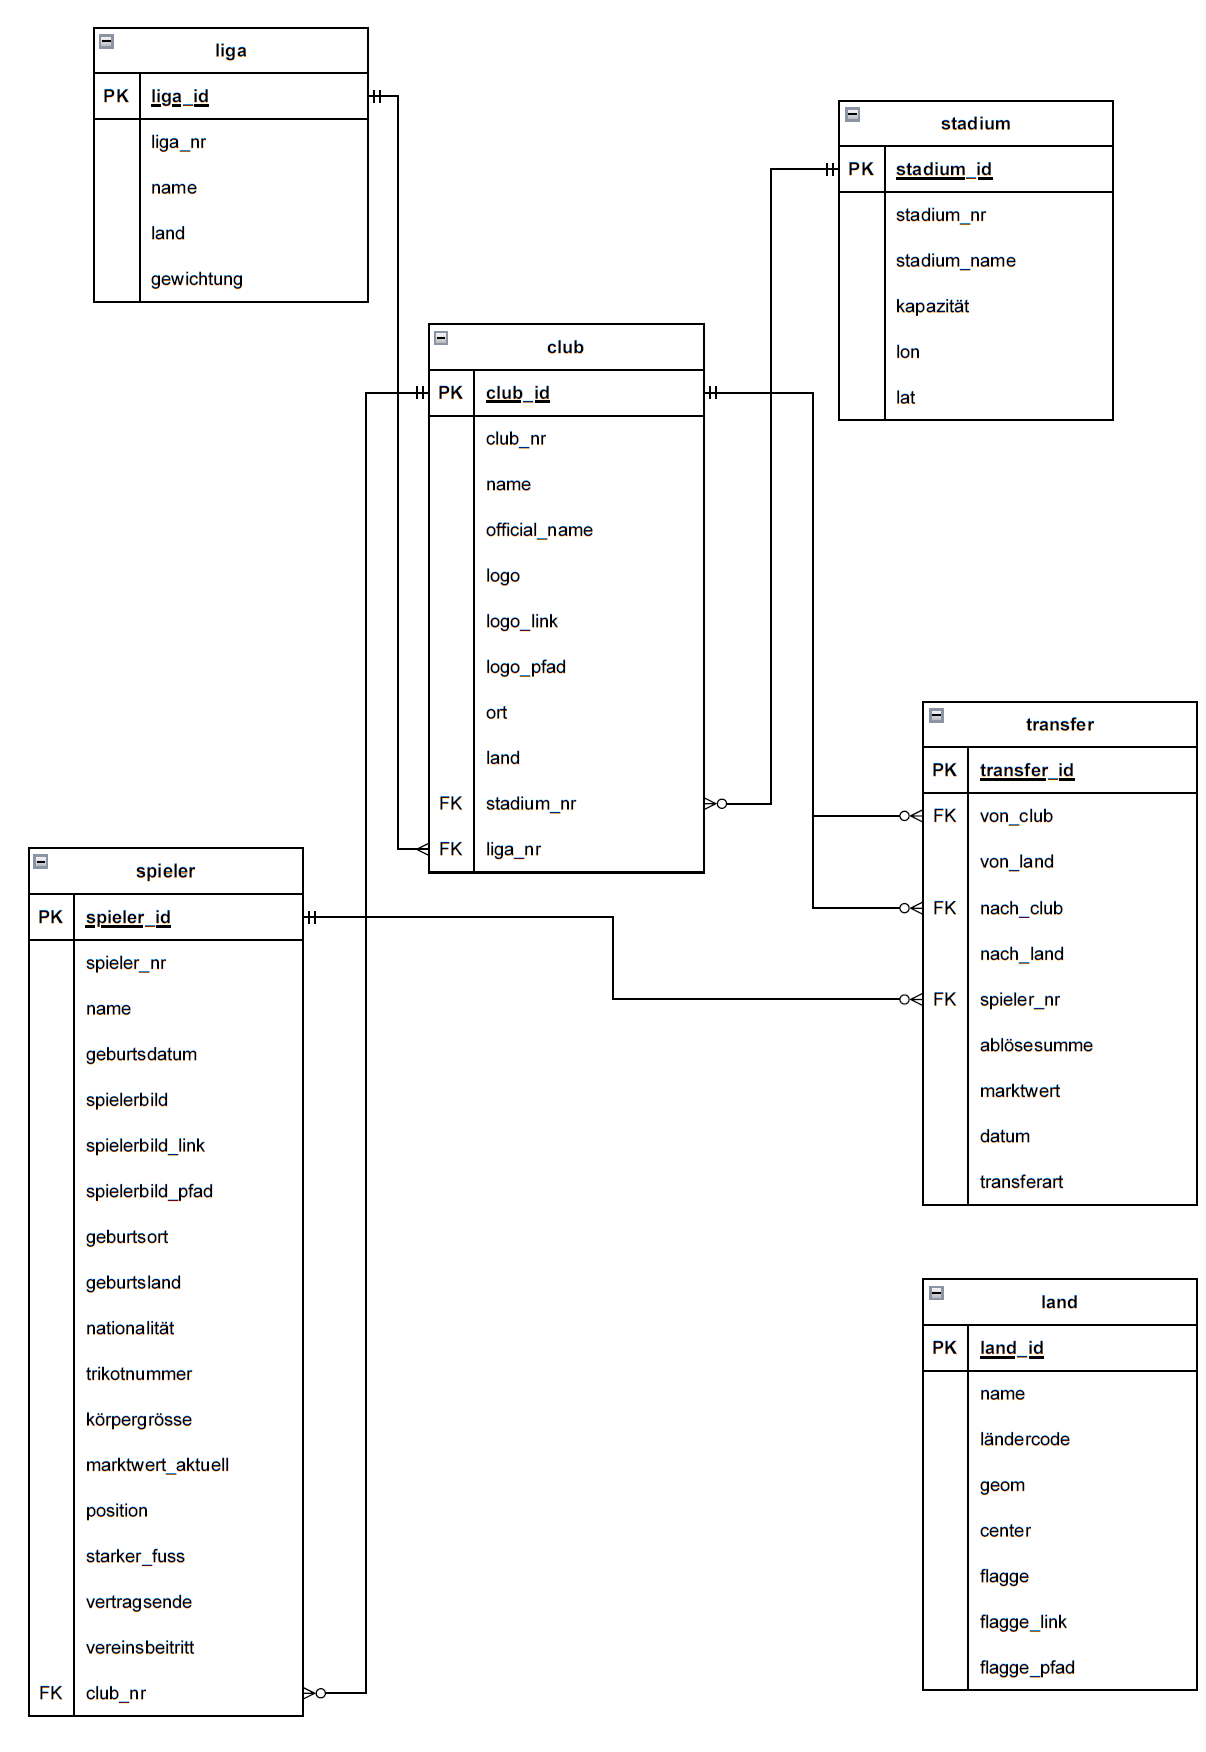 liga
PK liga_id
liga_nr
name
land
gewichtung
stadium
PK stadium_id
stadium_nr
stadium_name
kapazität
lon
lat
club
PK club_id
club_nr
name
official_name
logo
logo_link
logo_pfad
ort
land
FK stadium_nr
FK liga_nr
transfer
PK transfer_id
FK von_club
von_land
FK nach_club
nach_land
FK spieler_nr
ablösesumme
marktwert
datum
transferart
spieler
PK spieler_id
spieler_nr
name
geburtsdatum
spielerbild
spielerbild_link
spielerbild_pfad
geburtsort
geburtsland
nationalität
trikotnummer
körpergrösse
marktwert_aktuell
position
starker_fuss
vertragsende
vereinsbeitritt
FK club_nr
land
PK land_id
name
ländercode
geom
center
flagge
flagge_link
flagge_pfad